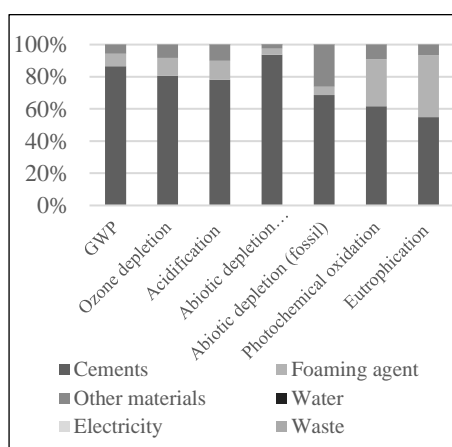 100%
80%
60%
40%
20%
0%
GWP
Ozone depletion
Acidification
Abiotic depletion…
Abiotic depletion (fossil)
Photochemical oxidation
Eutrophication
Cements
Foaming agent
Other materials
Water
Electricity
Waste